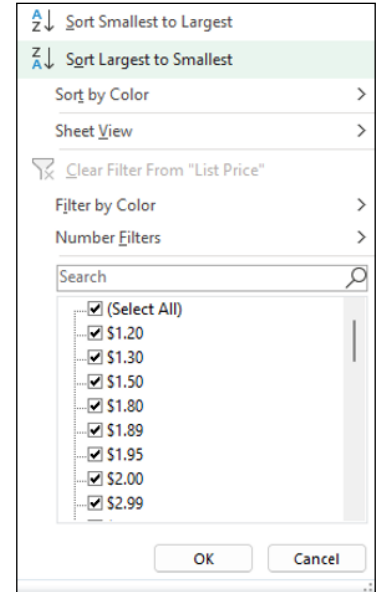 Sort Smallest to Largest
Sort Largest to Smallest
Sort by Color
Sheet View
Clear Filter From "List Price"
Filter by Color
Number Filters
Search
(Select All)
$1.20
$1.30
$1.50
$1.80
$1.89
$1.95
$2.00
$2.99
OK Cancel